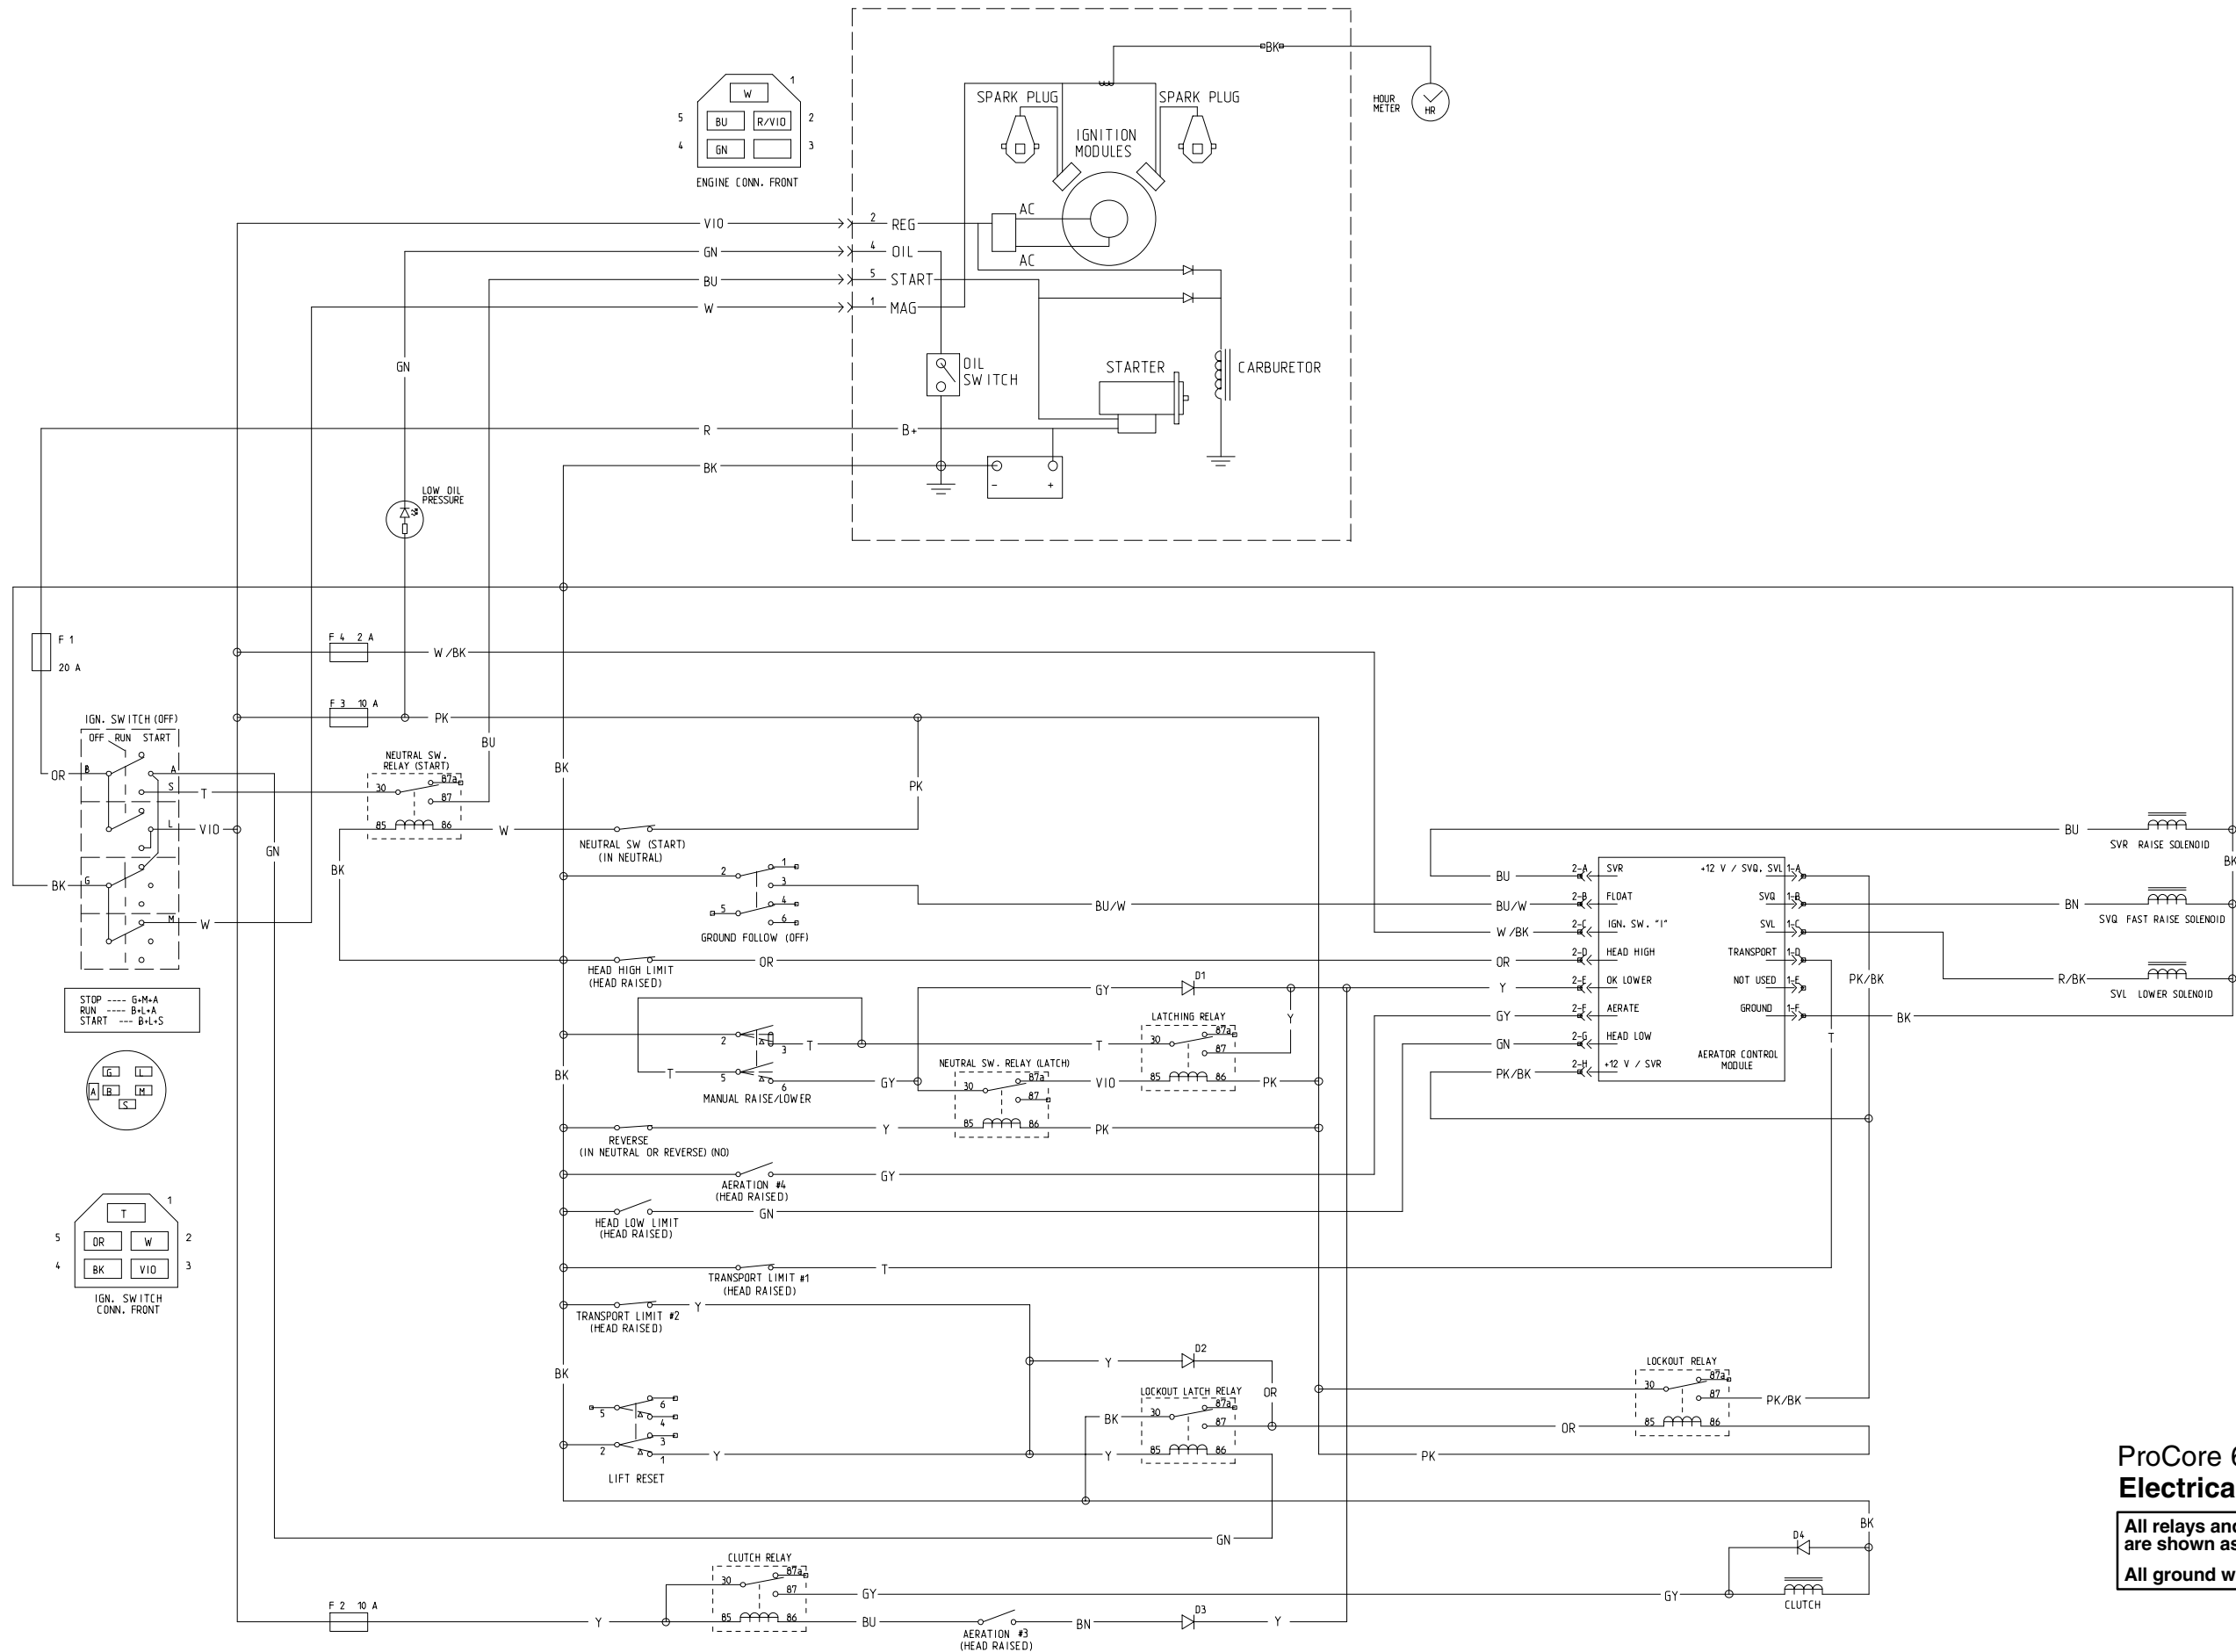 BK
HOUR
METER
HR
1
W
5 BU R/VIO 2
4 GN 3
ENGINE CONN. FRONT
SPARK PLUG
SPARK PLUG
IGNITION
MODULES
VIO 2 REG AC
GN 4 OIL AC
BU 5 START
W 1 MAG
GN
OIL
SWITCH
STARTER
CARBURETOR
R B+
BK
- +
LOW OIL
PRESSURE
F 1
20 A
F 4 2 A
W/BK
F 3 10 A
PK
IGN. SWITCH (OFF)
OFF RUN START
OR B A
S T
L VIO
BK G
M W
GN
BU
BK
PK
NEUTRAL SW.
RELAY (START)
30 87a
87
85 86
W
BK
NEUTRAL SW (START)
(IN NEUTRAL)
2 1
3
5 4
6
GROUND FOLLOW (OFF)
BU/W
HEAD HIGH LIMIT
(HEAD RAISED)
OR
STOP ---- G+M+A
RUN ---- B+L+A
START --- B+L+S
G L
A B M
S
1
T
5 OR W 2
4 BK VIO 3
IGN. SWITCH
CONN. FRONT
GY D1
2 3 T
T 5 6 GY
MANUAL RAISE/LOWER
BK
T
LATCHING RELAY
30 87a
87
85 86
Y
PK
NEUTRAL SW. RELAY (LATCH)
30 87a
87
85 86
VIO
PK
REVERSE
(IN NEUTRAL OR REVERSE) (NO)
Y
AERATION #4
(HEAD RAISED)
GY
HEAD LOW LIMIT
(HEAD RAISED)
GN
TRANSPORT LIMIT #1
(HEAD RAISED)
T
TRANSPORT LIMIT #2
(HEAD RAISED)
Y
BU 2-A SVR
BU/W 2-B FLOAT
W/BK 2-C IGN. SW. "I"
OR 2-D HEAD HIGH
Y 2-E OK LOWER
GY 2-F AERATE
GN 2-G HEAD LOW
PK/BK 2-H +12 V / SVR
+12 V / SVQ, SVL 1-A
SVQ 1-B
SVL 1-C
TRANSPORT 1-D
NOT USED 1-E
GROUND 1-F
AERATOR CONTROL
MODULE
PK/BK
T
BK
BU
SVR RAISE SOLENOID
BK
BN
SVQ FAST RAISE SOLENOID
R/BK
SVL LOWER SOLENOID
BK
5 6
4
2 3
1
LIFT RESET
Y
Y D2
OR
LOCKOUT LATCH RELAY
BK 30 87a
87
Y 85 86
OR
PK
LOCKOUT RELAY
30 87a
87
85 86
PK/BK
GN
BK
D4
GY
CLUTCH
F 2 10 A
Y
CLUTCH RELAY
30 87a
87
85 86
GY
BU
AERATION #3
(HEAD RAISED)
BN D3 Y
ProCore
Electrica
All relays and
are shown as
All ground w